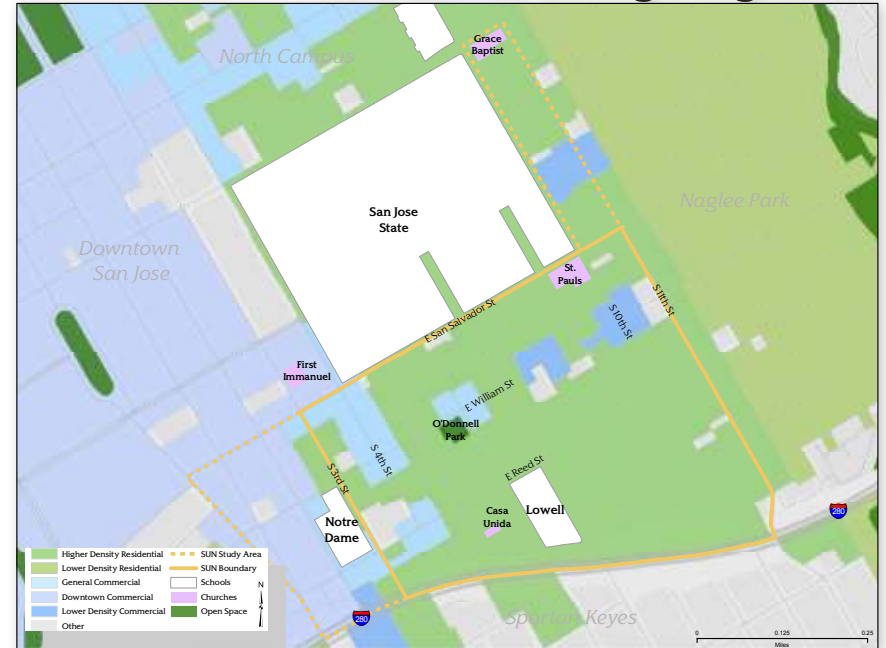 North Campus
Grace
Baptist
San Jose
State
Naglee Park
Downtown
San Jose
St.
Pauls
S 11th St
S 10th St
E San Salvador St
First
Immanuel
E William St
O'Donnell
Park
S 4th St
S 3rd St
E Reed St
Casa
Unida
Lowell
Notre
Dame
280
280
Spartan Keyes
Higher Density Residential
Lower Density Residential
General Commercial
Downtown Commercial
Lower Density Commercial
Other
SUN Study Area
SUN Boundary
Schools
Churches
Open Space
N
0 0.125 0.25
Miles